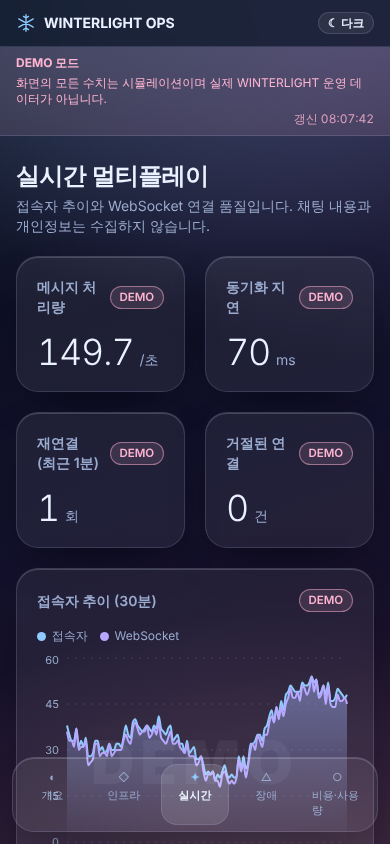 WINTERLIGHT OPS
다크
DEMO 모드
화면의 모든 수치는 시뮬레이션이며 실제 WINTERLIGHT 운영 데
이터가 아닙니다.
갱신 08:07:42
실시간 멀티플레이
접속자 추이와 WebSocket 연결 품질입니다. 채팅 내용과
개인정보는 수집하지 않습니다.
메시지 처
리량
DEMO
149.7 /초
동기화 지
연
DEMO
70 ms
재연결
(최근 1분)
DEMO
1 회
거절된 연
결
DEMO
0 건
접속자 추이 (30분)
DEMO
접속자
WebSocket
60
45
30
15
0
DEMO
개요
인프라
실시간
장애
비용·사용
량